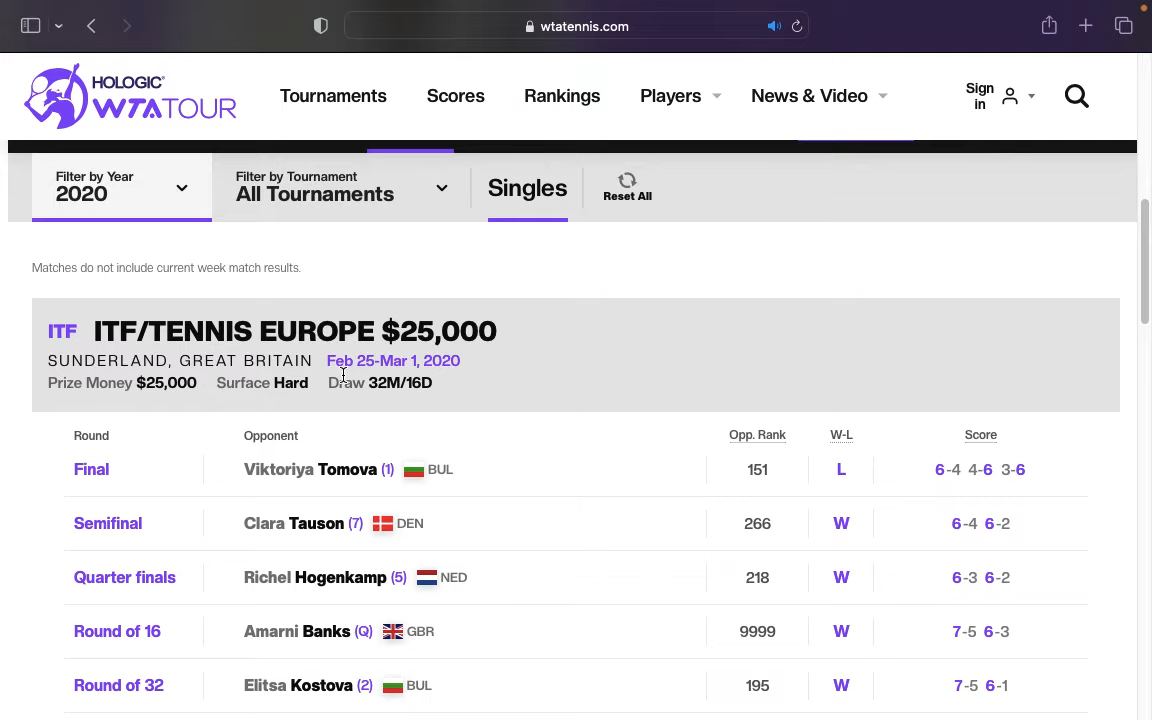 wtatennis.com
HOLOGIC®
WTATOUR
Tournaments
Scores
Rankings
Players
News & Video
Sign in
Filter by Year
2020
Filter by Tournament
All Tournaments
Singles
Reset All
Matches do not include current week match results.
ITF ITF/TENNIS EUROPE $25,000
SUNDERLAND, GREAT BRITAIN Feb 25-Mar 1, 2020
Prize Money $25,000 Surface Hard Draw 32M/16D
Round Opponent Opp. Rank W-L Score
Final Viktoriya Tomova (1) BUL 151 L 6-4 4-6 3-6
Semifinal Clara Tauson (7) DEN 266 W 6-4 6-2
Quarter finals Richel Hogenkamp (5) NED 218 W 6-3 6-2
Round of 16 Amarni Banks (Q) GBR 9999 W 7-5 6-3
Round of 32 Elitsa Kostova (2) BUL 195 W 7-5 6-1